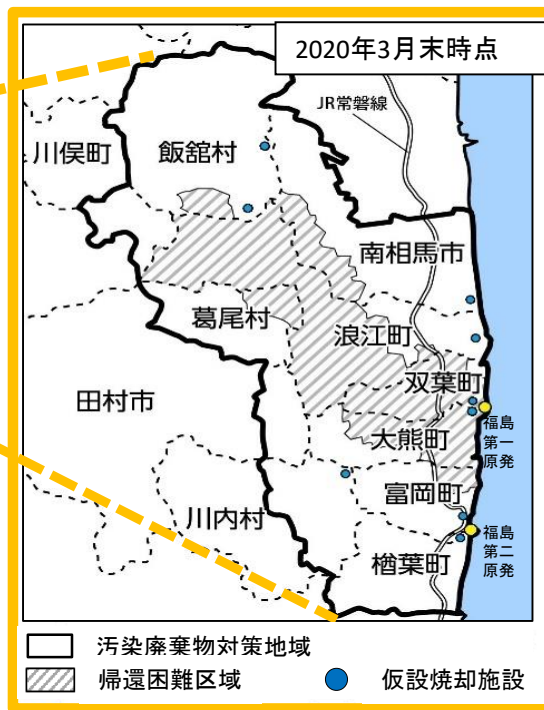 2020年3月末時点
JR常磐線
川俣町
飯舘村
南相馬市
葛尾村
浪江町
双葉町
田村市
大熊町
福島
第一
原発
富岡町
川内村
福島
第二
原発
楢葉町
汚染廃棄物対策地域
帰還困難区域
仮設焼却施設